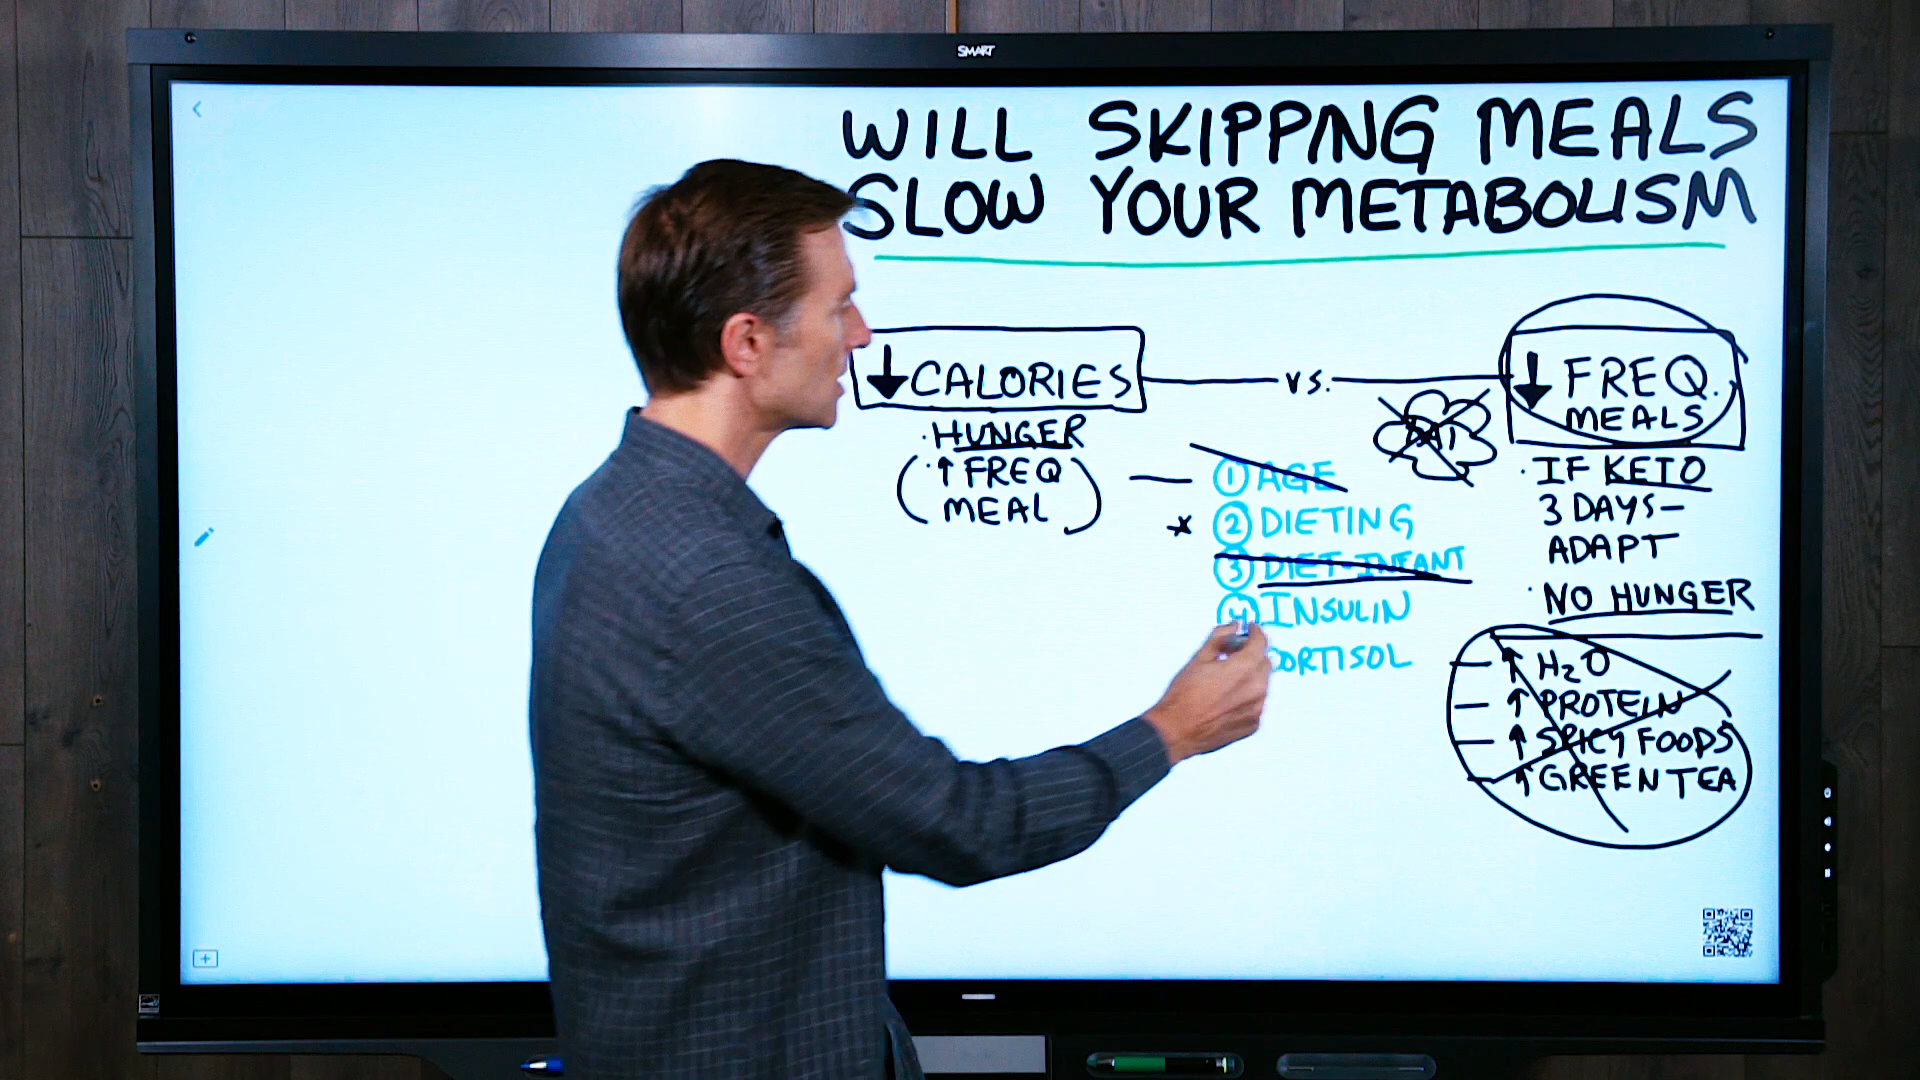 SMART
WILL SKIPPING MEALS
SLOW YOUR METABOLISM
↓ CALORIES
vs.
↓ FREQ.
MEALS
· HUNGER
(· ↑ FREQ
MEAL)
① AGE
② DIETING
③ DIET-INFANT
④ INSULIN
CORTISOL
· IF KETO
3 DAYS-
ADAPT
· NO HUNGER
↑ H₂O
↑ PROTEIN
↑ SPICY FOODS
↑ GREEN TEA